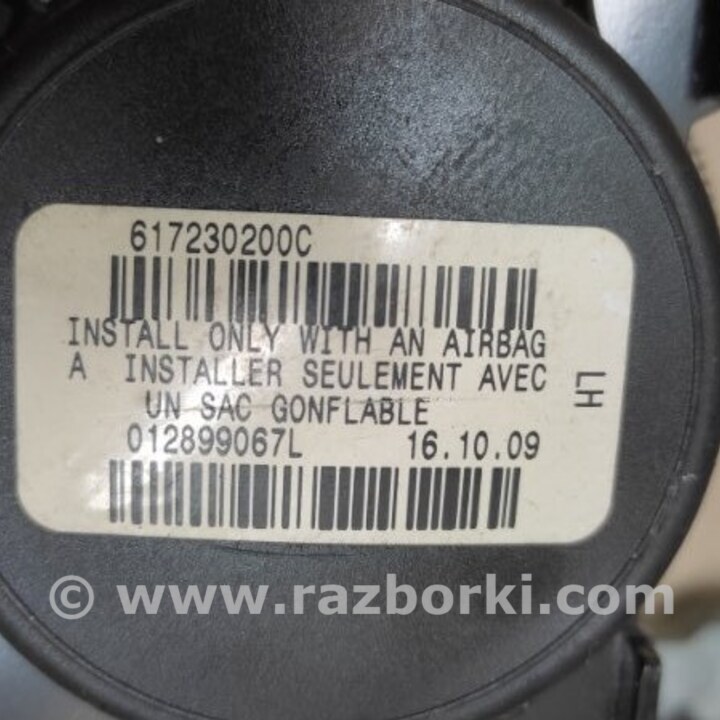 617230200C
INSTALL ONLY WITH AN AIRBAG
A INSTALLER SEULEMENT AVEC
UN SAC GONFLABLE
LH
012899067L 16.10.09
© www.razborki.com